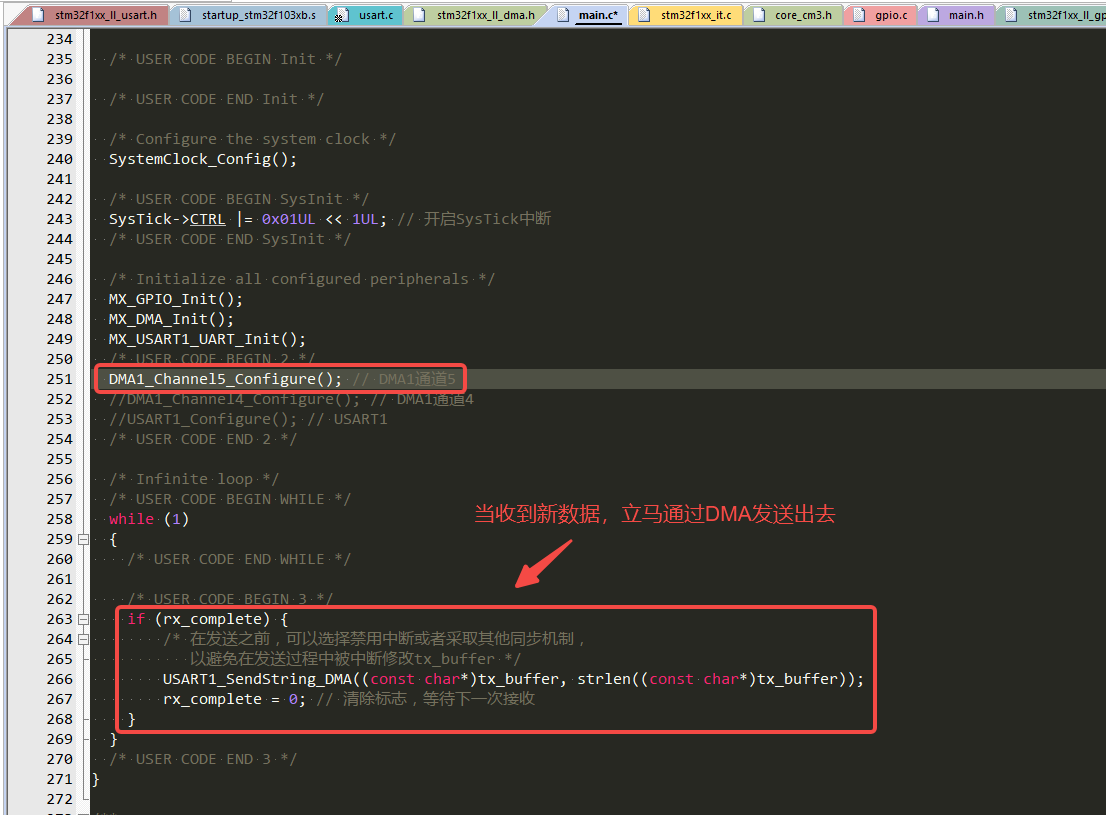 stm32f1xx_ll_usart.h startup_stm32f103xb.s usart.c stm32f1xx_ll_dma.h main.c* stm32f1xx_it.c core_cm3.h gpio.c main.h stm32f1xx_ll_gp
234
235 /* USER CODE BEGIN Init */
236
237 /* USER CODE END Init */
238
239 /* Configure the system clock */
240 SystemClock_Config();
241
242 /* USER CODE BEGIN SysInit */
243 SysTick->CTRL |= 0x01UL << 1UL; // 开启SysTick中断
244 /* USER CODE END SysInit */
245
246 /* Initialize all configured peripherals */
247 MX_GPIO_Init();
248 MX_DMA_Init();
249 MX_USART1_UART_Init();
250 /* USER CODE BEGIN 2 */
251 DMA1_Channel5_Configure(); // DMA1通道5
252 //DMA1_Channel4_Configure(); // DMA1通道4
253 //USART1_Configure(); // USART1
254 /* USER CODE END 2 */
255
256 /* Infinite loop */
257 /* USER CODE BEGIN WHILE */
258 while (1)
当收到新数据，立马通过DMA发送出去
259 {
260 /* USER CODE END WHILE */
261
262 /* USER CODE BEGIN 3 */
263 if (rx_complete) {
264 /* 在发送之前，可以选择禁用中断或者采取其他同步机制，
265 以避免在发送过程中被中断修改tx_buffer */
266 USART1_SendString_DMA((const char*)tx_buffer, strlen((const char*)tx_buffer));
267 rx_complete = 0; // 清除标志，等待下一次接收
268 }
269 }
270 /* USER CODE END 3 */
271 }
272